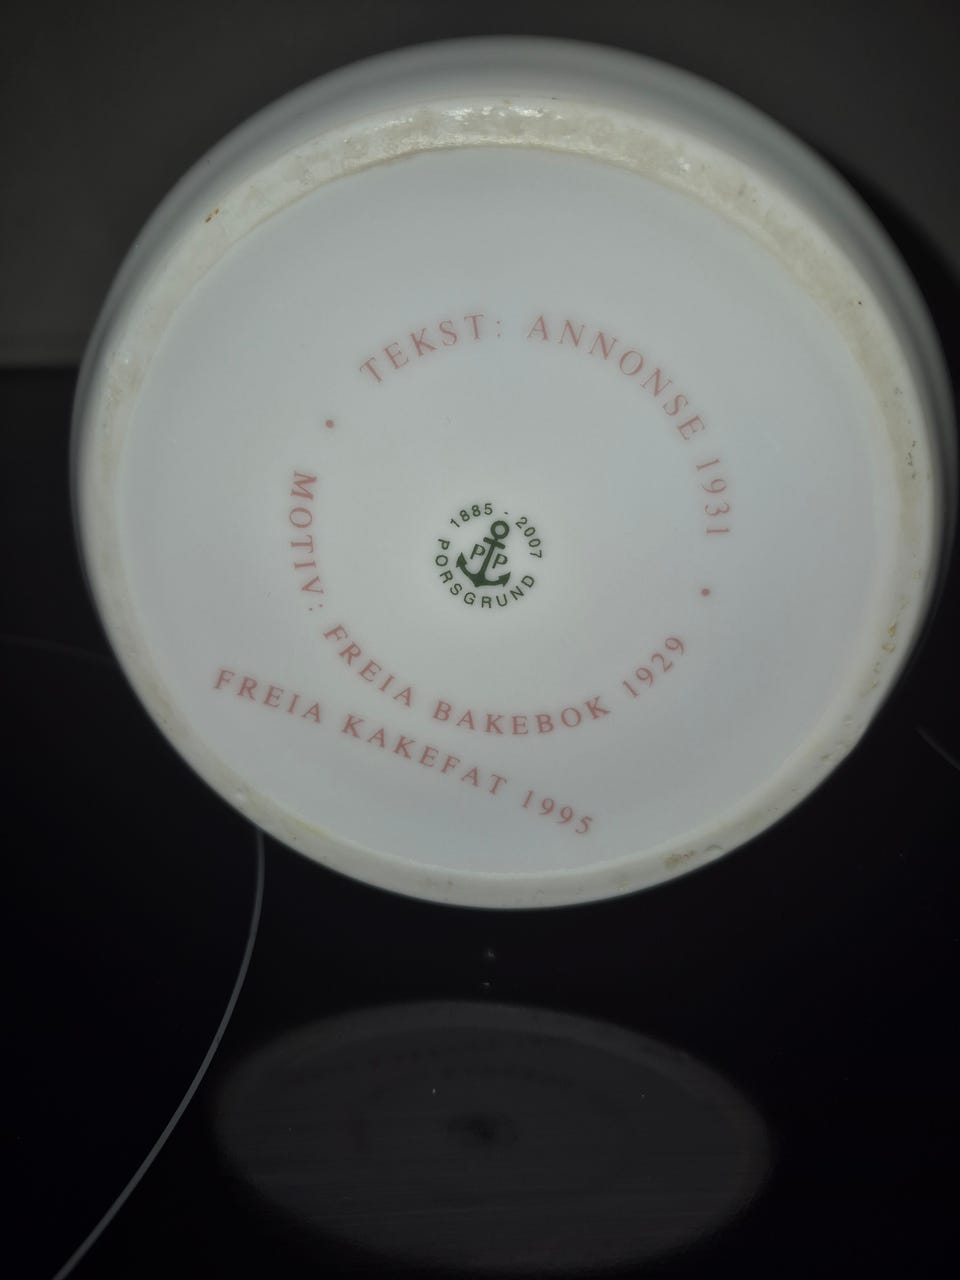 TEKST: ANNONSE 1931 •
MOTIV: FREIA BAKEBOK 1929 •
FREIA KAKEFAT 1995
1885 - 2007
PP
PORSGRUND